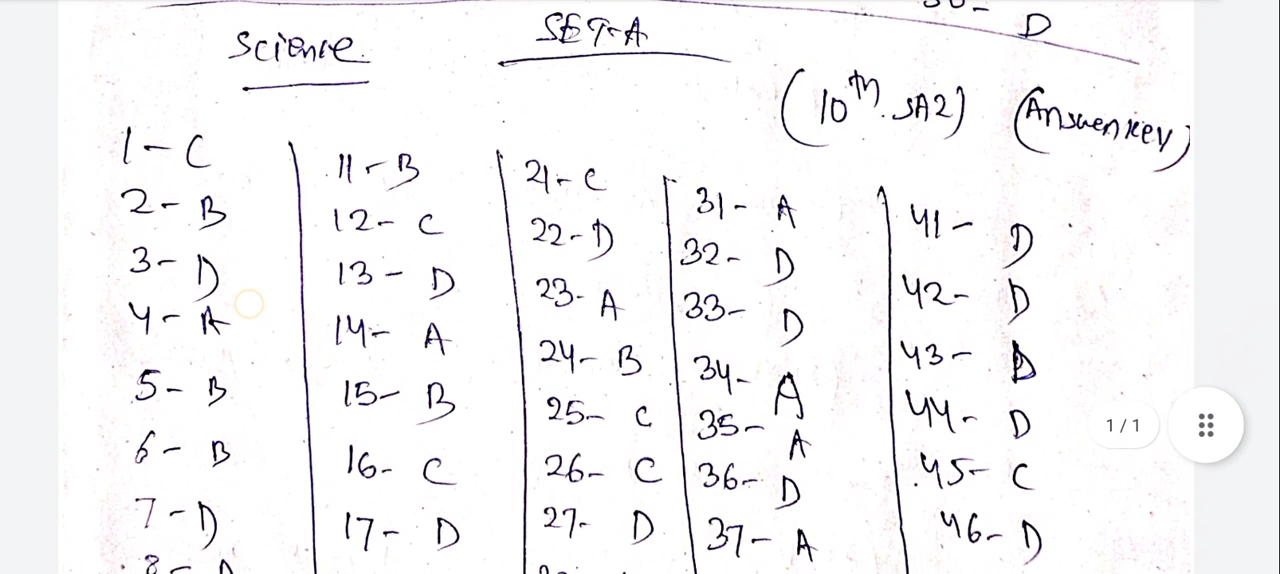 D
Science SET-A
(10th SA2) (Answer key)
1 - C
2 - B
3 - D
4 - A
5 - B
6 - B
7 - D
11 - B
12 - C
13 - D
14 - A
15 - B
16 - C
17 - D
21 - C
22 - D
23 - A
24 - B
25 - C
26 - C
27 - D
31 - A
32 - D
33 - D
34 - A
35 - A
36 - D
37 - A
41 - D
42 - D
43 - D
44 - D
45 - C
46 - D
1 / 1